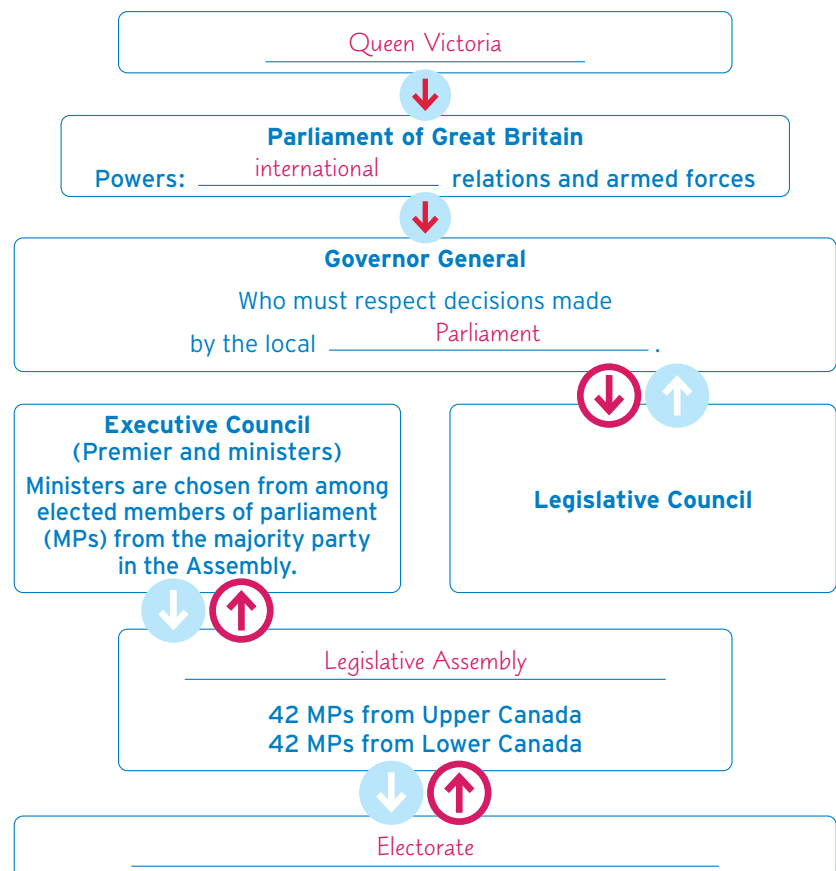 Queen Victoria
Parliament of Great Britain
Powers: international relations and armed forces
Governor General
Who must respect decisions made
by the local Parliament .
Executive Council
(Premier and ministers)
Ministers are chosen from among
elected members of parliament
(MPs) from the majority party
in the Assembly.
Legislative Council
Legislative Assembly
42 MPs from Upper Canada
42 MPs from Lower Canada
Electorate